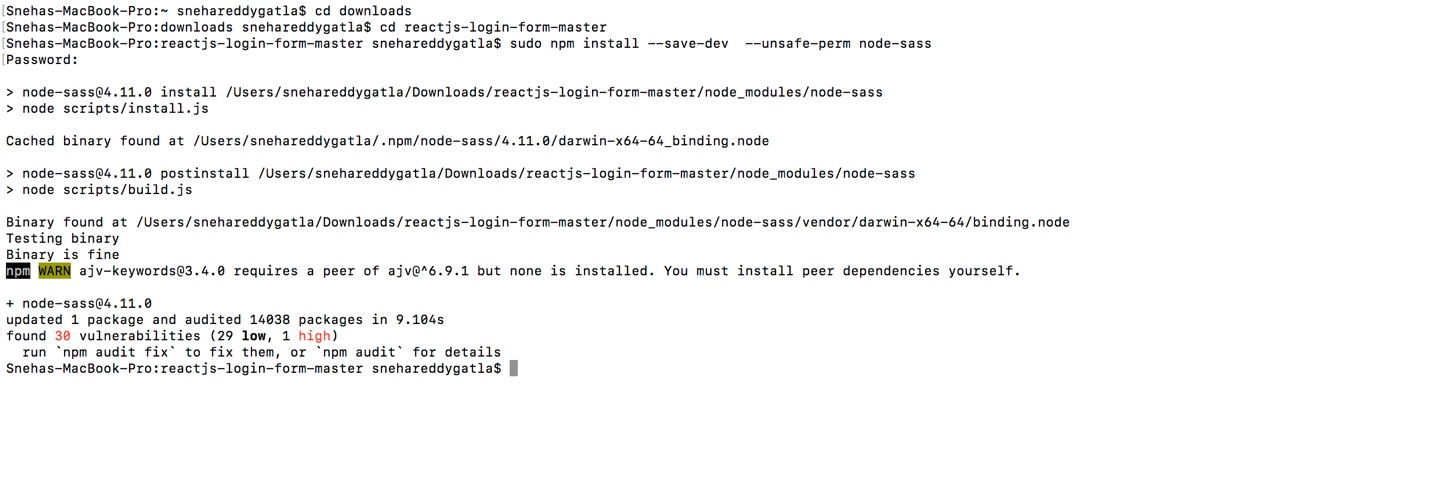 [Snehas-MacBook-Pro:~ snehareddygatla$ cd downloads
[Snehas-MacBook-Pro:downloads snehareddygatla$ cd reactjs-login-form-master
[Snehas-MacBook-Pro:reactjs-login-form-master snehareddygatla$ sudo npm install --save-dev  --unsafe-perm node-sass
[Password:
> node-sass@4.11.0 install /Users/snehareddygatla/Downloads/reactjs-login-form-master/node_modules/node-sass
> node scripts/install.js
Cached binary found at /Users/snehareddygatla/.npm/node-sass/4.11.0/darwin-x64-64_binding.node
> node-sass@4.11.0 postinstall /Users/snehareddygatla/Downloads/reactjs-login-form-master/node_modules/node-sass
> node scripts/build.js
Binary found at /Users/snehareddygatla/Downloads/reactjs-login-form-master/node_modules/node-sass/vendor/darwin-x64-64/binding.node
Testing binary
Binary is fine
npm WARN ajv-keywords@3.4.0 requires a peer of ajv@^6.9.1 but none is installed. You must install peer dependencies yourself.
+ node-sass@4.11.0
updated 1 package and audited 14038 packages in 9.104s
found 30 vulnerabilities (29 low, 1 high)
  run `npm audit fix` to fix them, or `npm audit` for details
Snehas-MacBook-Pro:reactjs-login-form-master snehareddygatla$